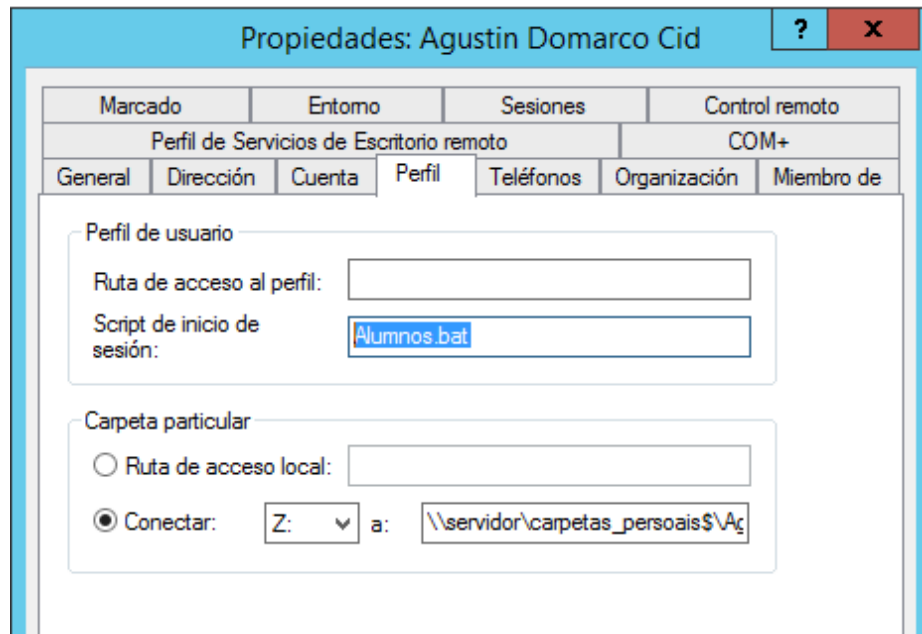 Propiedades: Agustin Domarco Cid
?
x
Marcado Entorno Sesiones Control remoto
Perfil de Servicios de Escritorio remoto COM+
General Dirección Cuenta Perfil Teléfonos Organización Miembro de
Perfil de usuario
Ruta de acceso al perfil:
Script de inicio de
sesión:
Alumnos.bat
Carpeta particular
Ruta de acceso local:
Conectar: Z: a: \\servidor\carpetas_persoais$\Ag